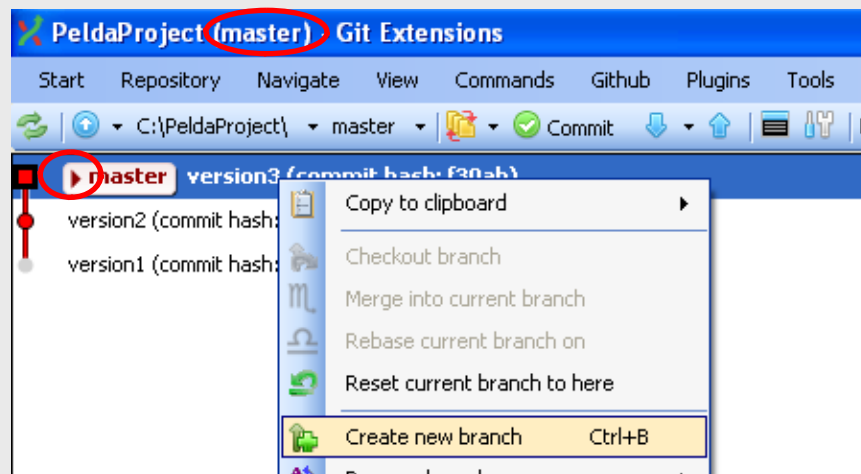 PeldaProject (master) - Git Extensions
Start Repository Navigate View Commands Github Plugins Tools
C:\PeldaProject\ master Commit
master version3 (commit hash: f30ab)
Copy to clipboard
version2 (commit hash:
Checkout branch
version1 (commit hash:
Merge into current branch
Rebase current branch on
Reset current branch to here
Create new branch Ctrl+B